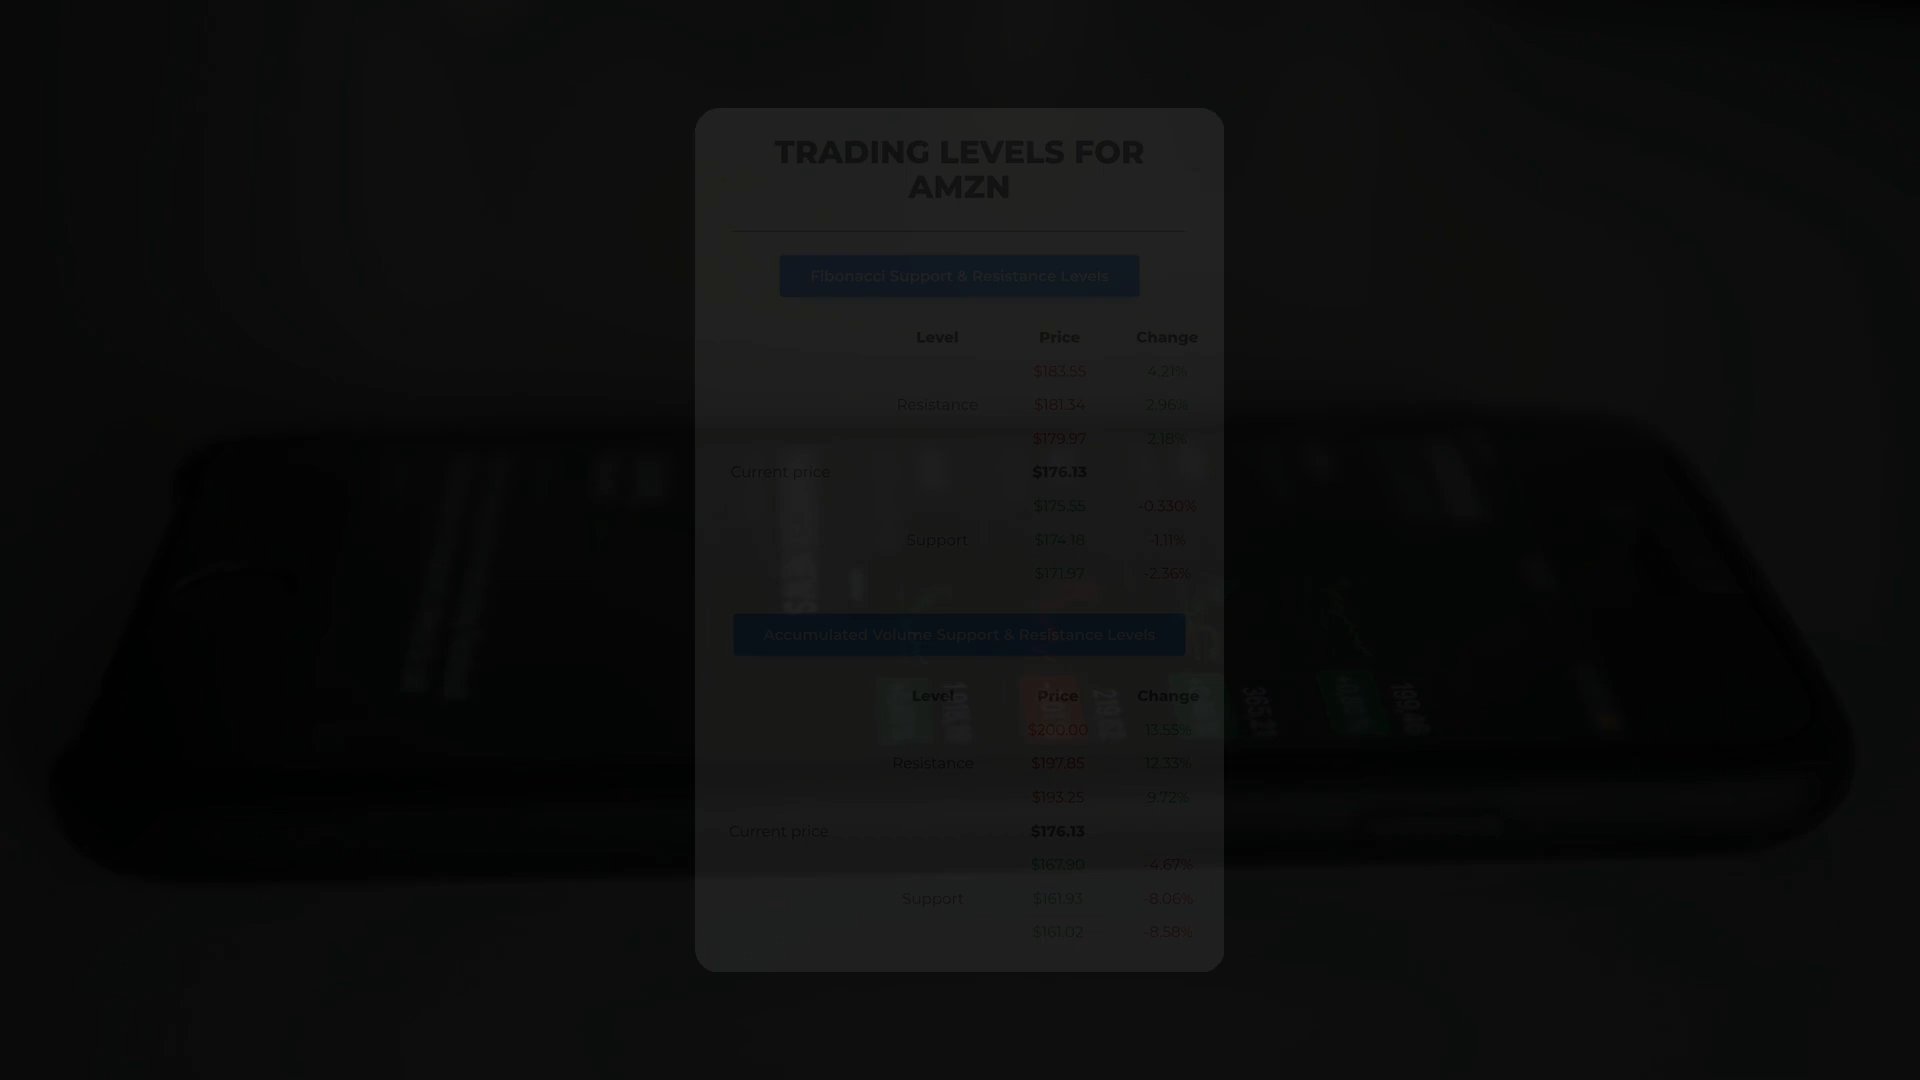 TRADING LEVELS FOR
AMZN
Fibonacci Support & Resistance Levels
Level Price Change
$183.55 4.21%
Resistance $181.34 2.96%
$179.97 2.18%
Current price $176.13
$175.55 -0.330%
Support $174.18 -1.11%
$171.97 -2.36%
Accumulated Volume Support & Resistance Levels
Level Price Change
$200.00 13.55%
Resistance $197.85 12.33%
$193.25 9.72%
Current price $176.13
$167.90 -4.67%
Support $161.93 -8.06%
$161.02 -8.58%